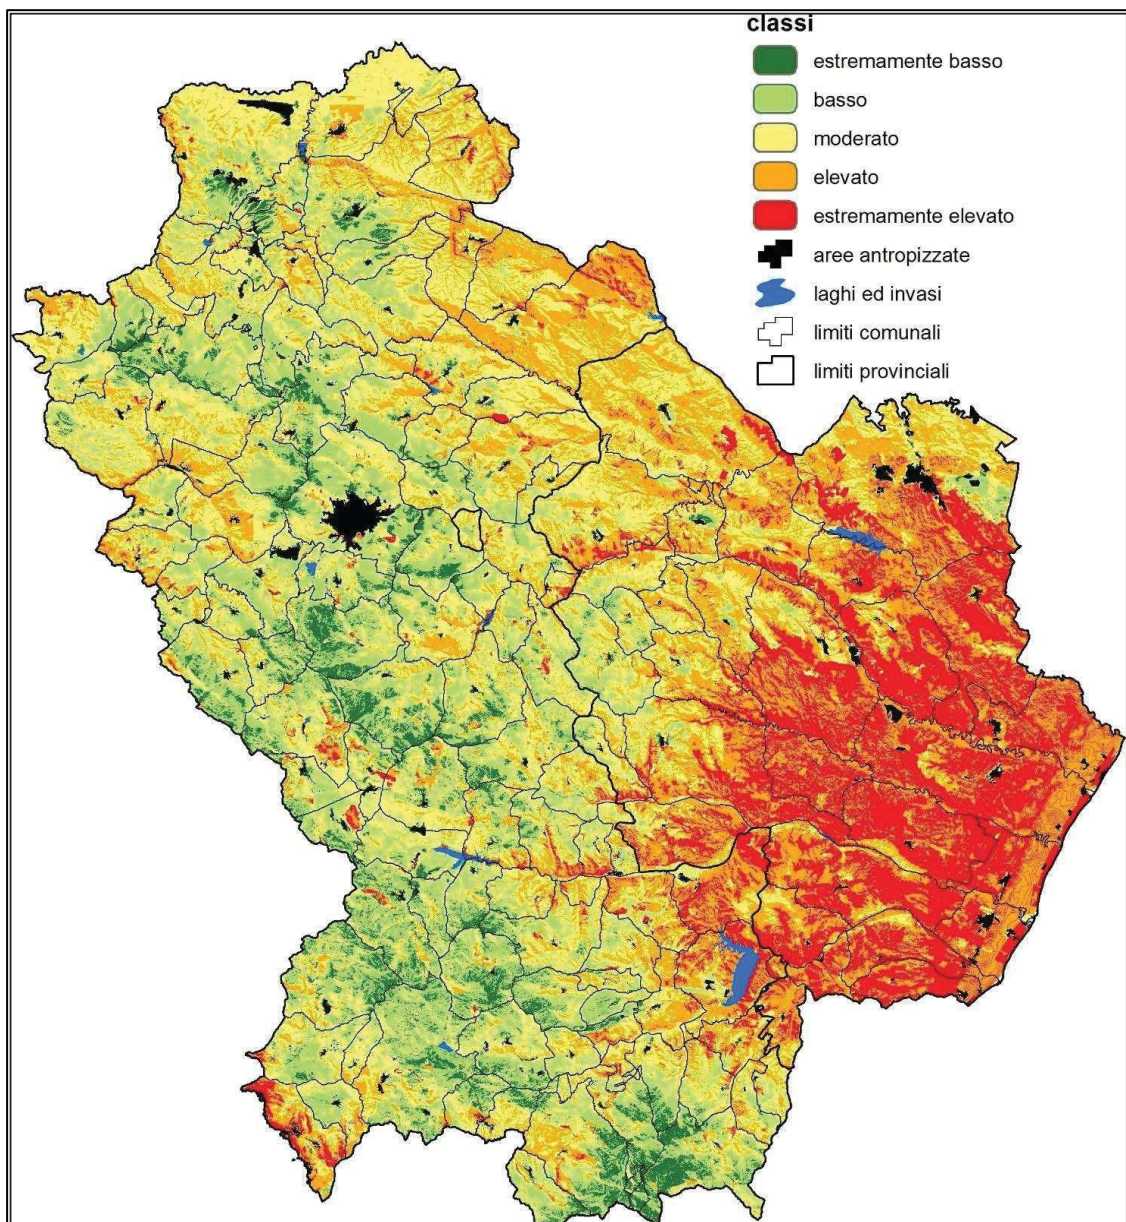 classi
estremamente basso
basso
moderato
elevato
estremamente elevato
aree antropizzate
laghi ed invasi
limiti comunali
limiti provinciali